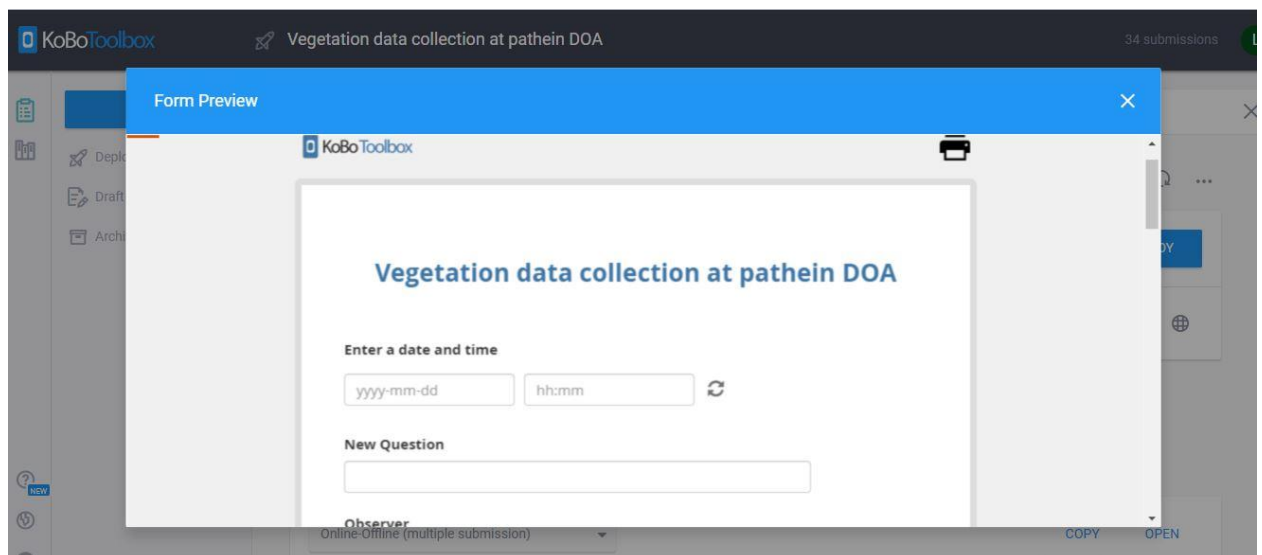 KoBoToolbox
Vegetation data collection at pathein DOA
34 submissions
L
Form Preview
KoBoToolbox
Deplo
Draft
Archi
DY
Vegetation data collection at pathein DOA
Enter a date and time
yyyy-mm-dd
hh:mm
New Question
Observer
NEW
Online-Offline (multiple submission)
COPY
OPEN